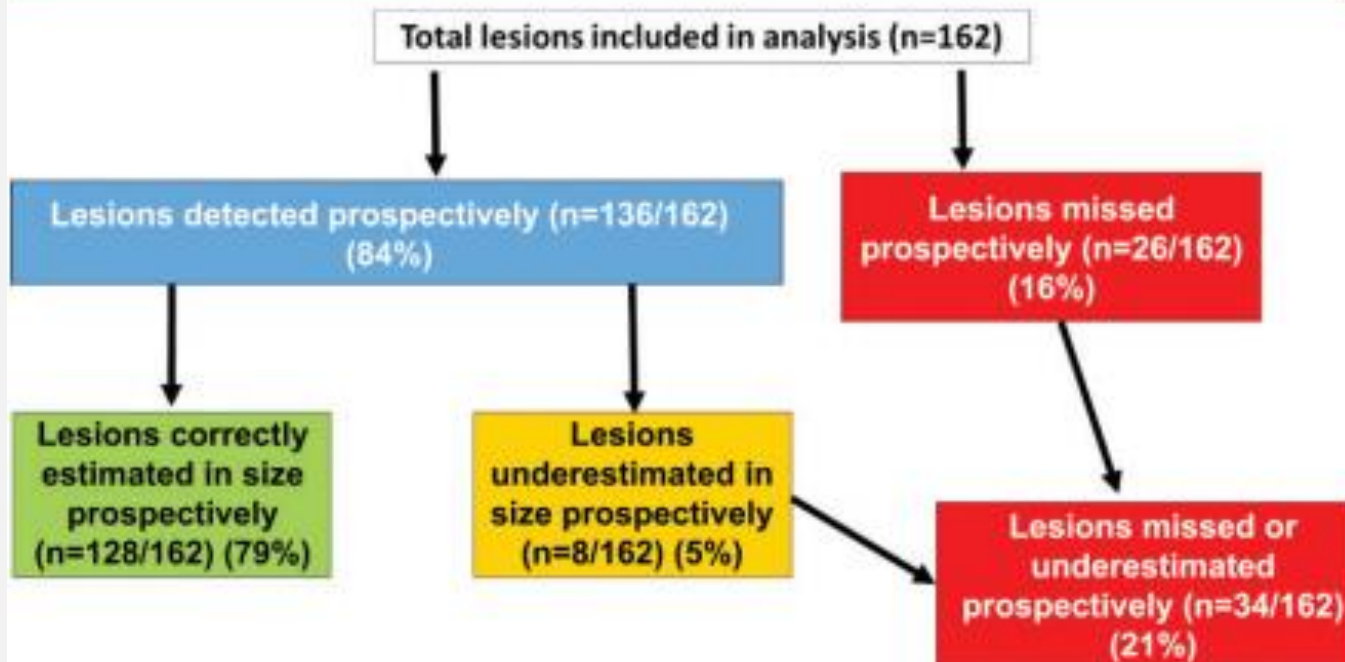 Total lesions included in analysis (n=162)
Lesions detected prospectively (n=136/162)
(84%)
Lesions missed
prospectively (n=26/162)
(16%)
Lesions correctly
estimated in size
prospectively
(n=128/162) (79%)
Lesions
underestimated in
size prospectively
(n=8/162) (5%)
Lesions missed or
underestimated
prospectively (n=34/162)
(21%)